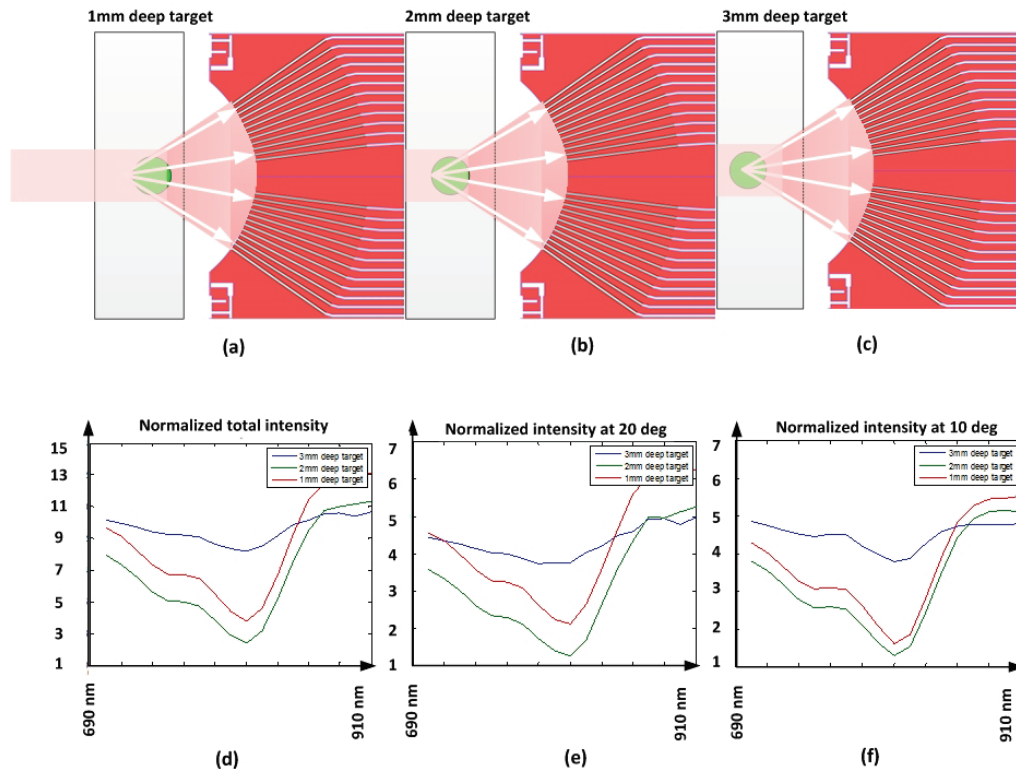 1mm deep target
2mm deep target
3mm deep target
(a)
(b)
(c)
Normalized total intensity
15
13
11
9
7
5
3
1
3mm deep target
2mm deep target
1mm deep target
690 nm
910 nm
(d)
Normalized intensity at 20 deg
7
6
5
4
3
2
1
3mm deep target
2mm deep target
1mm deep target
690 nm
910 nm
(e)
Normalized intensity at 10 deg
7
6
5
4
3
2
1
3mm deep target
2mm deep target
1mm deep target
690 nm
910 nm
(f)